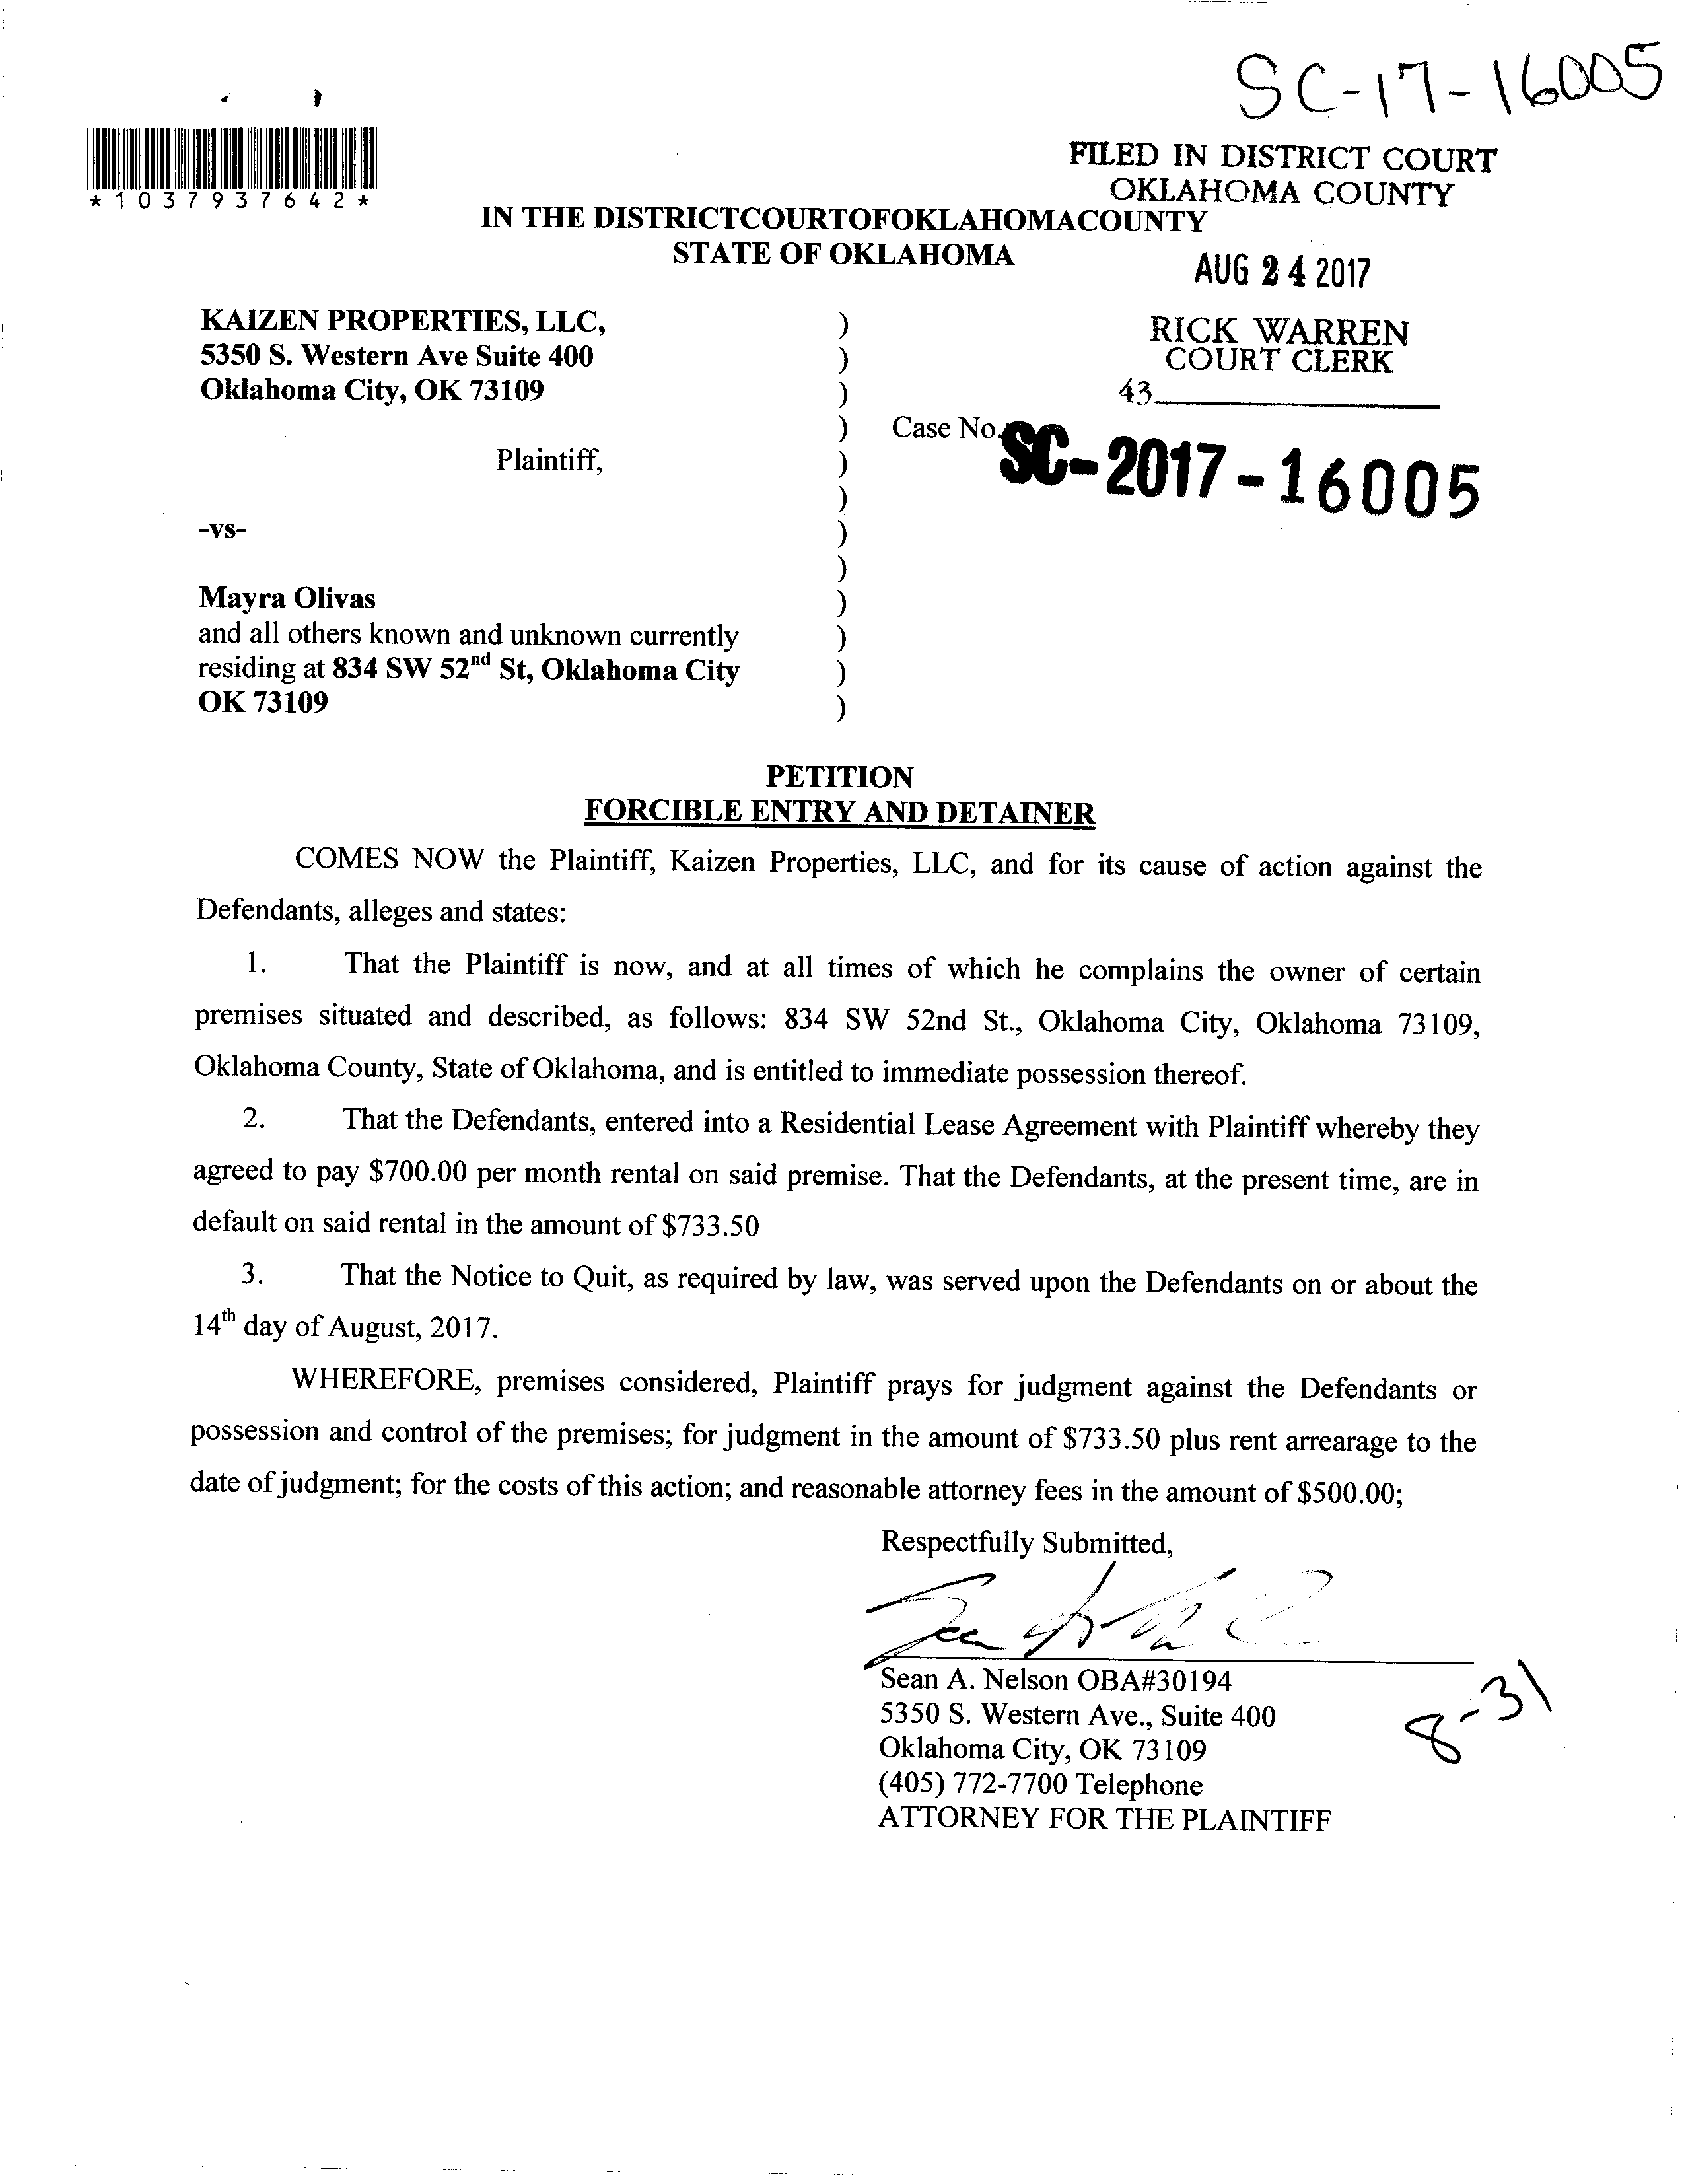 SC-17-16005
*1037937642*
FILED IN DISTRICT COURT
OKLAHOMA COUNTY
IN THE DISTRICTCOURTOFOKLAHOMACOUNTY
STATE OF OKLAHOMA
AUG 24 2017
RICK WARREN
COURT CLERK
43
KAIZEN PROPERTIES, LLC, )
5350 S. Western Ave Suite 400 )
Oklahoma City, OK 73109 )
) Case No. SC-2017-16005
Plaintiff, )
)
-vs- )
)
Mayra Olivas )
and all others known and unknown currently )
residing at 834 SW 52nd St, Oklahoma City )
OK 73109 )
PETITION
FORCIBLE ENTRY AND DETAINER
COMES NOW the Plaintiff, Kaizen Properties, LLC, and for its cause of action against the
Defendants, alleges and states:
1. That the Plaintiff is now, and at all times of which he complains the owner of certain
premises situated and described, as follows: 834 SW 52nd St., Oklahoma City, Oklahoma 73109,
Oklahoma County, State of Oklahoma, and is entitled to immediate possession thereof.
2. That the Defendants, entered into a Residential Lease Agreement with Plaintiff whereby they
agreed to pay $700.00 per month rental on said premise. That the Defendants, at the present time, are in
default on said rental in the amount of $733.50
3. That the Notice to Quit, as required by law, was served upon the Defendants on or about the
14th day of August, 2017.
WHEREFORE, premises considered, Plaintiff prays for judgment against the Defendants or
possession and control of the premises; for judgment in the amount of $733.50 plus rent arrearage to the
date of judgment; for the costs of this action; and reasonable attorney fees in the amount of $500.00;
Respectfully Submitted,
Sean A. Nelson OBA#30194
5350 S. Western Ave., Suite 400
Oklahoma City, OK 73109
(405) 772-7700 Telephone
ATTORNEY FOR THE PLAINTIFF
8-31